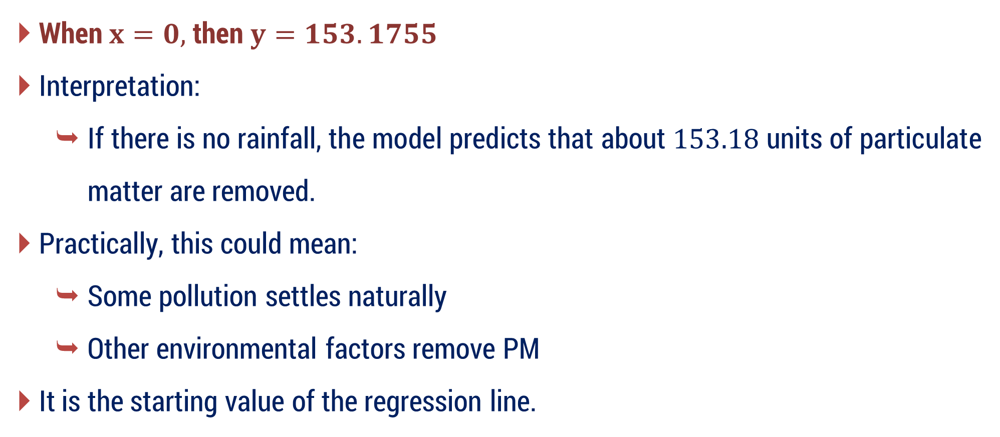 When x = 0, then y = 153.1755
Interpretation:
If there is no rainfall, the model predicts that about 153.18 units of particulate
matter are removed.
Practically, this could mean:
Some pollution settles naturally
Other environmental factors remove PM
It is the starting value of the regression line.